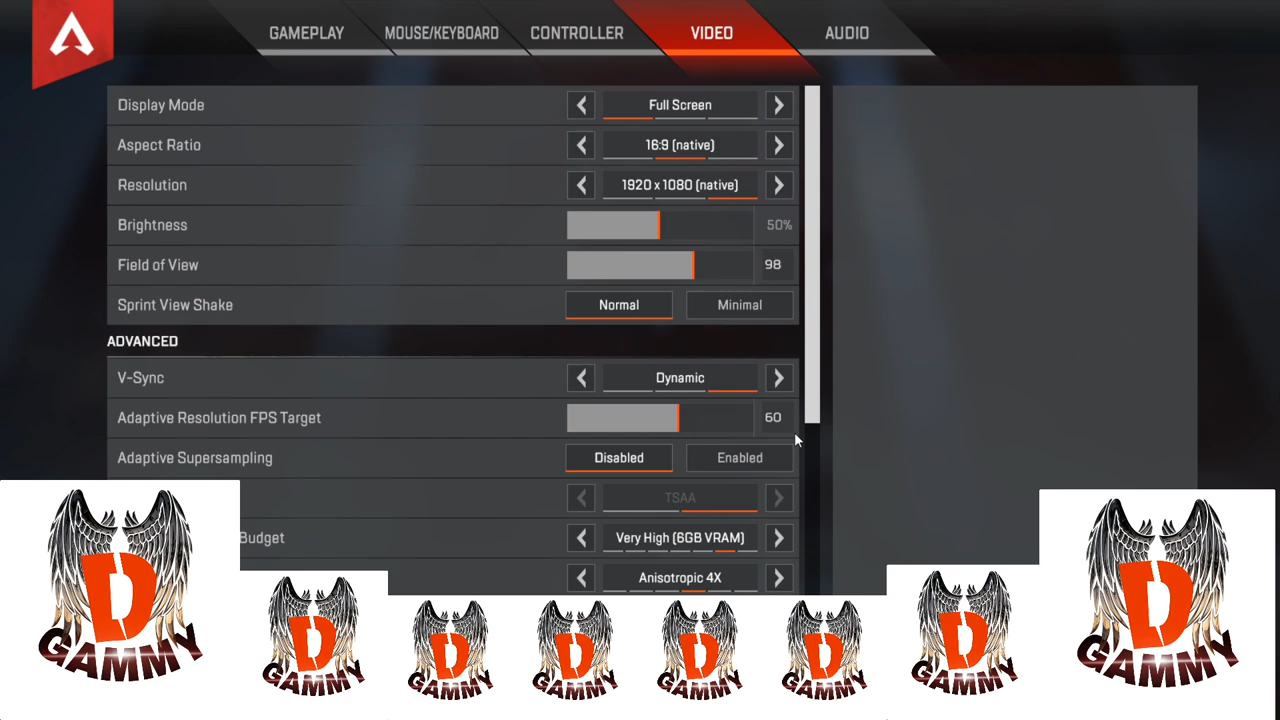 GAMEPLAY MOUSE/KEYBOARD CONTROLLER VIDEO AUDIO
Display Mode Full Screen
Aspect Ratio 16:9 (native)
Resolution 1920 x 1080 (native)
Brightness 50%
Field of View 98
Sprint View Shake Normal Minimal
ADVANCED
V-Sync Dynamic
Adaptive Resolution FPS Target 60
Adaptive Supersampling Disabled Enabled
TSAA
Budget Very High (6GB VRAM)
Anisotropic 4X
D GAMMY
D GAMMY
D GAMMY
D GAMMY
D GAMMY
D GAMMY
D GAMMY
D GAMMY